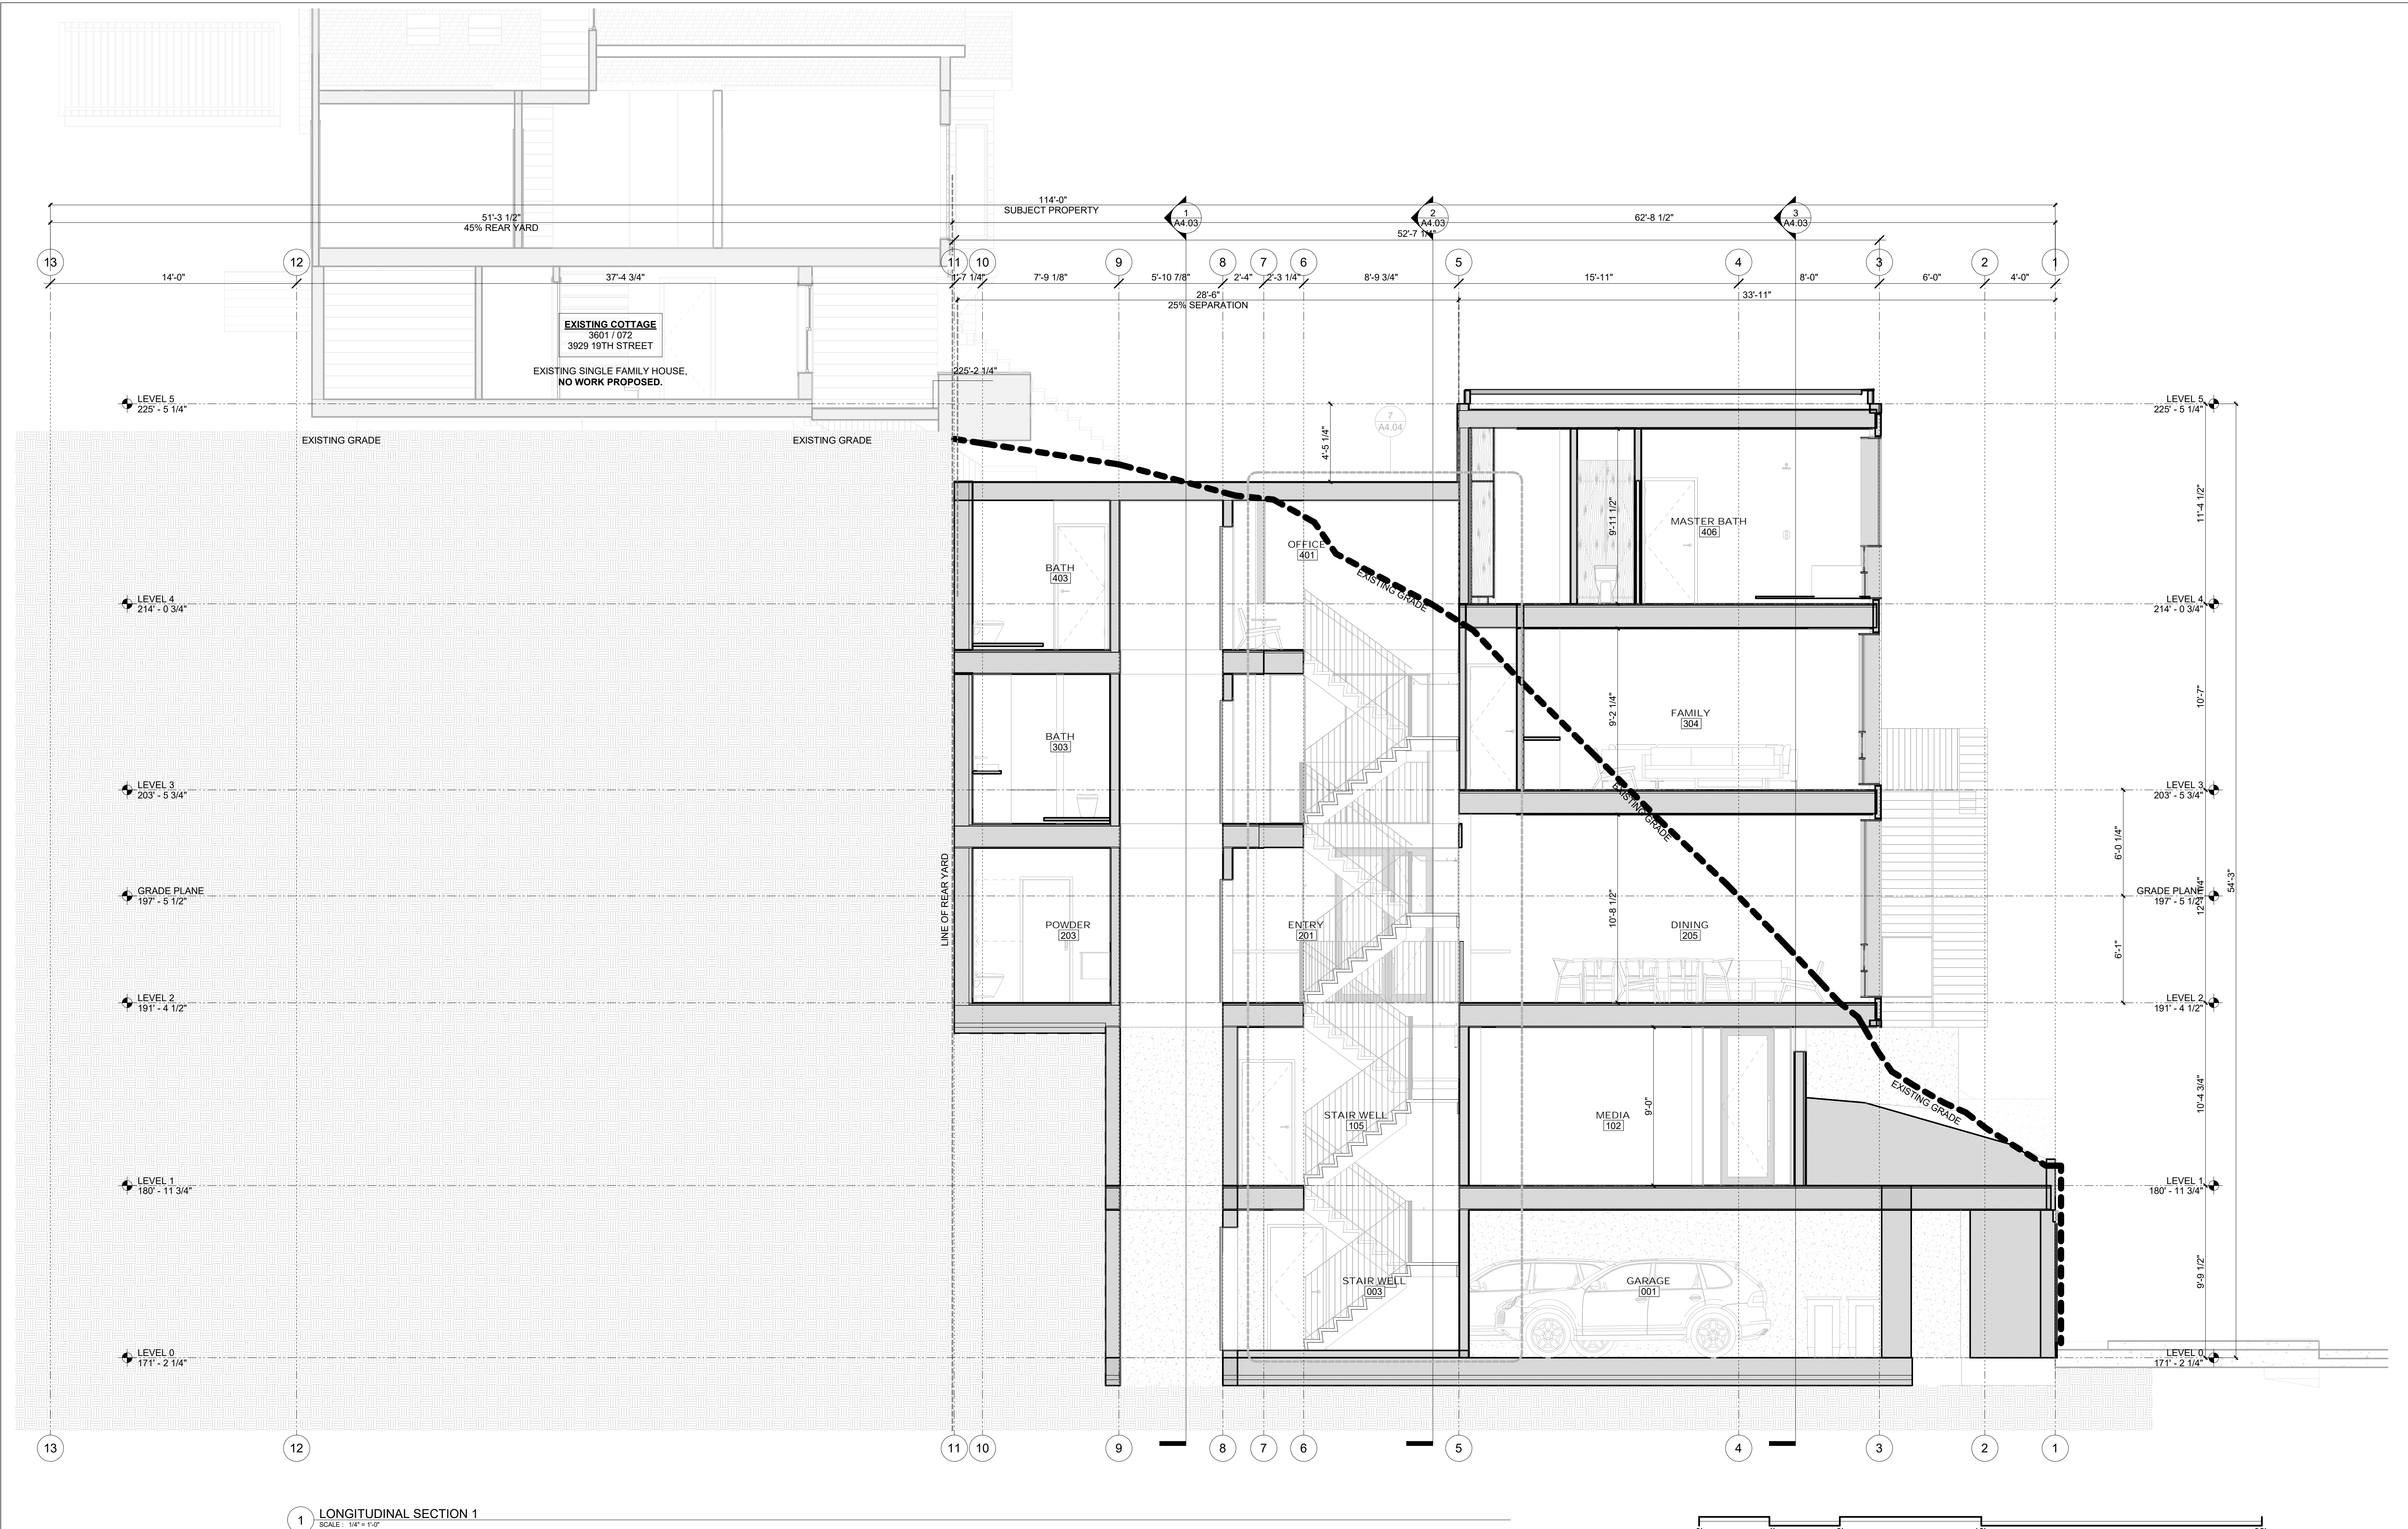 114'-0"
SUBJECT PROPERTY
51'-3 1/2"
45% REAR YARD
1
A4.03
2
A4.03
3
A4.03
62'-8 1/2"
52'-7 1/4"
13
12
11
10
9
8
7
6
5
4
3
2
1
14'-0"
37'-4 3/4"
1'-7 1/4"
7'-9 1/8"
5'-10 7/8"
2'-4"
2'-3 1/4"
8'-9 3/4"
15'-11"
8'-0"
6'-0"
4'-0"
28'-6"
25% SEPARATION
33'-11"
EXISTING COTTAGE
3601 / 072
3929 19TH STREET
EXISTING SINGLE FAMILY HOUSE,
NO WORK PROPOSED.
225'-2 1/4"
LEVEL 5
225' - 5 1/4"
LEVEL 5
225' - 5 1/4"
7
A4.04
EXISTING GRADE
EXISTING GRADE
4'-5 1/4"
9'-11 1/2"
11'-4 1/2"
MASTER BATH
406
OFFICE
401
BATH
403
EXISTING GRADE
LEVEL 4
214' - 0 3/4"
LEVEL 4
214' - 0 3/4"
9'-2 1/4"
10'-7"
FAMILY
304
BATH
303
LEVEL 3
203' - 5 3/4"
LEVEL 3
203' - 5 3/4"
EXISTING GRADE
6'-0 1/4"
54'-3"
LINE OF REAR YARD
GRADE PLANE
197' - 5 1/2"
GRADE PLANE
197' - 5 1/2"
10'-8 1/2"
POWDER
203
ENTRY
201
DINING
205
6'-1"
LEVEL 2
191' - 4 1/2"
LEVEL 2
191' - 4 1/2"
10'-4 3/4"
EXISTING GRADE
9'-0"
STAIR WELL
105
MEDIA
102
LEVEL 1
180' - 11 3/4"
LEVEL 1
180' - 11 3/4"
9'-9 1/2"
STAIR WELL
003
GARAGE
001
LEVEL 0
171' - 2 1/4"
LEVEL 0
171' - 2 1/4"
13
12
11
10
9
8
7
6
5
4
3
2
1
1
LONGITUDINAL SECTION 1
SCALE : 1/4" = 1'-0"